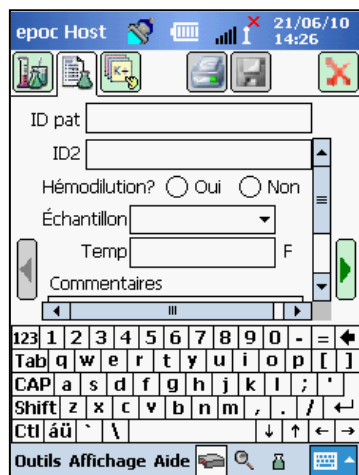 epoc Host 21/06/10
14:26
K+
ID pat
ID2
Hémodilution? Oui Non
Échantillon
Temp F
Commentaires
123 1 2 3 4 5 6 7 8 9 0 - =
Tab q w e r t y u i o p [ ]
CAP a s d f g h j k l ; '
Shift z x c v b n m , . /
Ctl áü ` \
Outils Affichage Aide